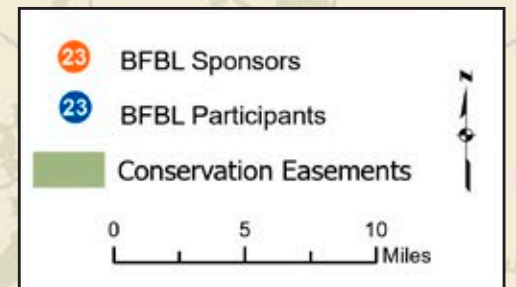 23 BFBL Sponsors
23 BFBL Participants
Conservation Easements
N
0 5 10
Miles